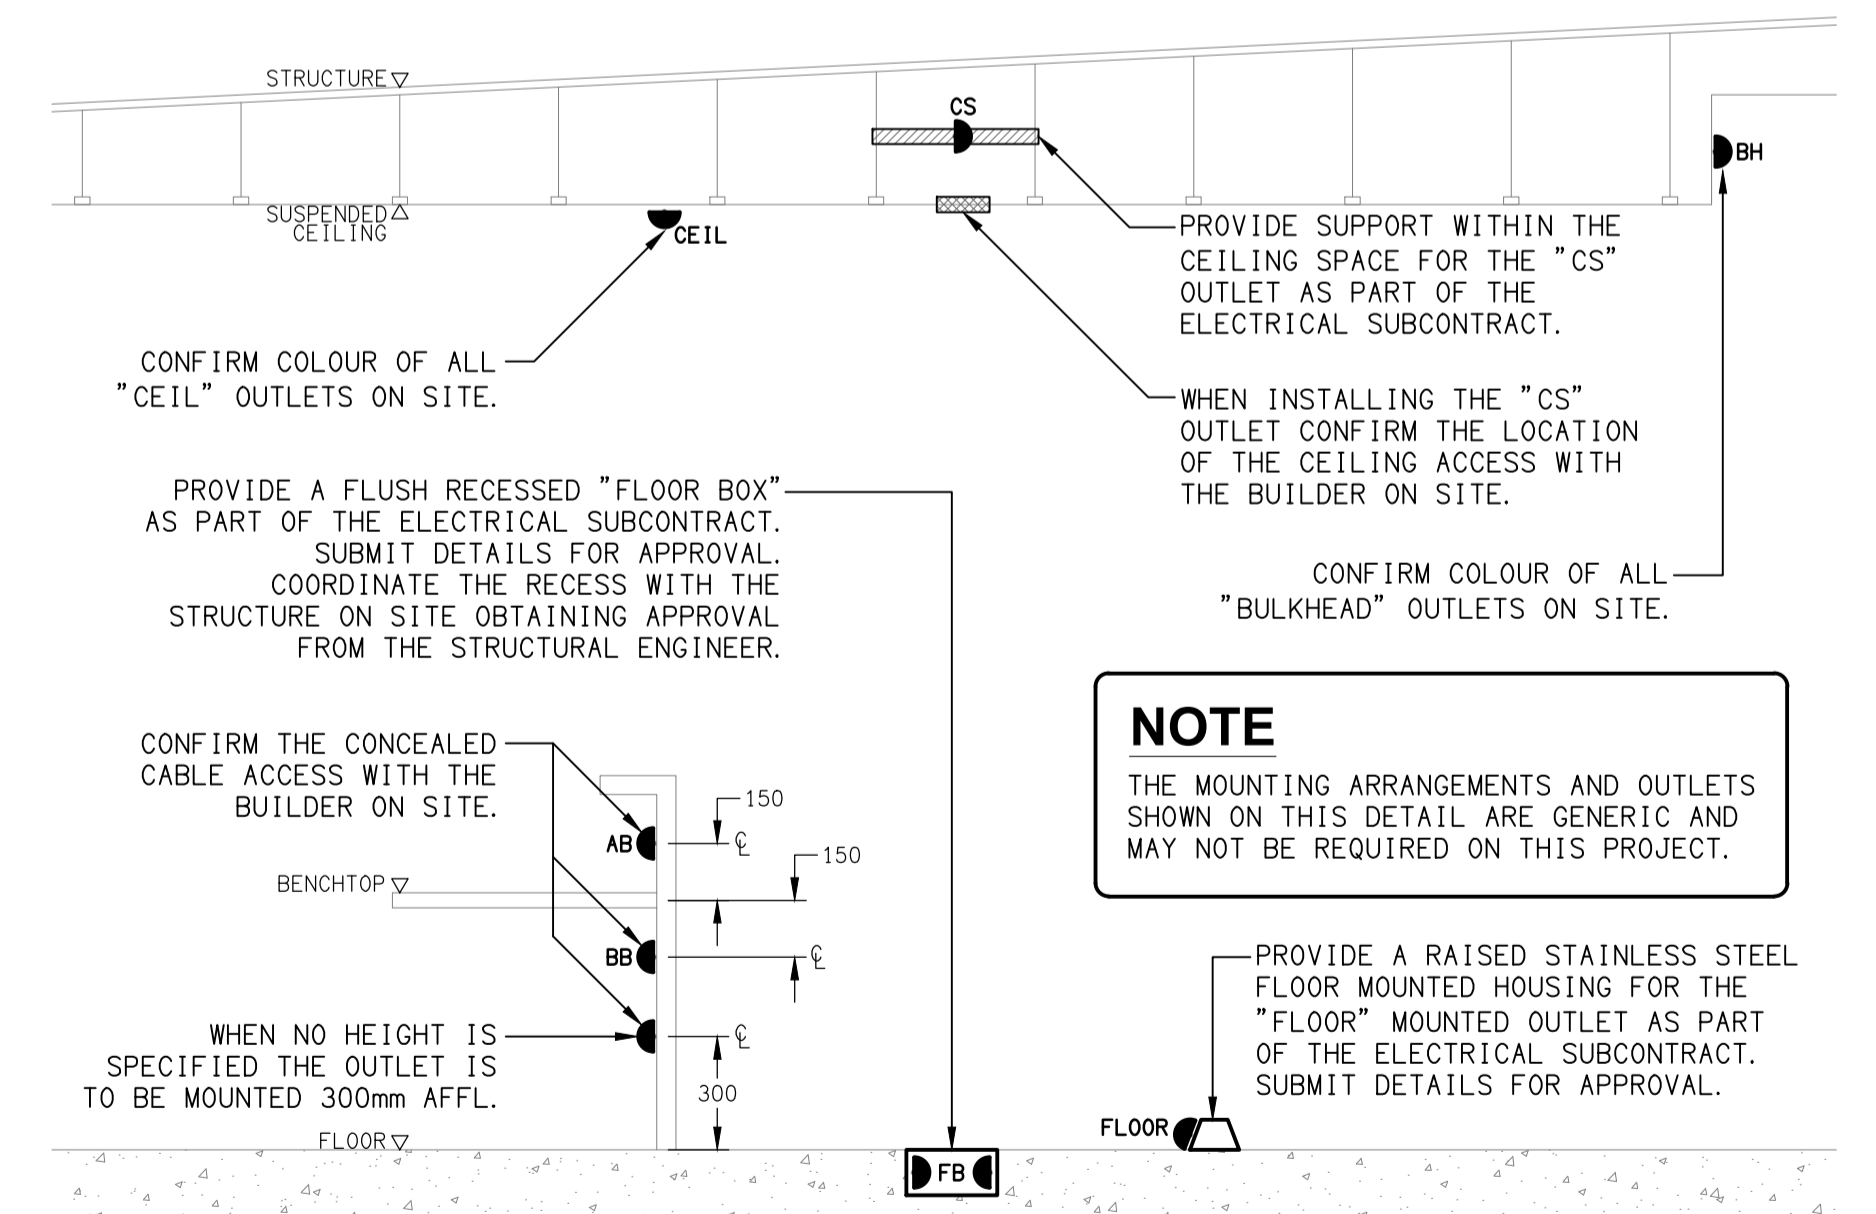 STRUCTURE
CS
BH
SUSPENDED
CEILING
CEIL
PROVIDE SUPPORT WITHIN THE
CEILING SPACE FOR THE "CS"
OUTLET AS PART OF THE
ELECTRICAL SUBCONTRACT.
CONFIRM COLOUR OF ALL
"CEIL" OUTLETS ON SITE.
WHEN INSTALLING THE "CS"
OUTLET CONFIRM THE LOCATION
OF THE CEILING ACCESS WITH
THE BUILDER ON SITE.
PROVIDE A FLUSH RECESSED "FLOOR BOX"
AS PART OF THE ELECTRICAL SUBCONTRACT.
SUBMIT DETAILS FOR APPROVAL.
COORDINATE THE RECESS WITH THE
STRUCTURE ON SITE OBTAINING APPROVAL
FROM THE STRUCTURAL ENGINEER.
CONFIRM COLOUR OF ALL
"BULKHEAD" OUTLETS ON SITE.
NOTE
THE MOUNTING ARRANGEMENTS AND OUTLETS
SHOWN ON THIS DETAIL ARE GENERIC AND
MAY NOT BE REQUIRED ON THIS PROJECT.
CONFIRM THE CONCEALED
CABLE ACCESS WITH THE
BUILDER ON SITE.
150
AB
℄
150
BENCHTOP
BB
℄
WHEN NO HEIGHT IS
SPECIFIED THE OUTLET IS
TO BE MOUNTED 300mm AFFL.
℄
300
FLOOR
PROVIDE A RAISED STAINLESS STEEL
FLOOR MOUNTED HOUSING FOR THE
"FLOOR" MOUNTED OUTLET AS PART
OF THE ELECTRICAL SUBCONTRACT.
SUBMIT DETAILS FOR APPROVAL.
FLOOR
FB